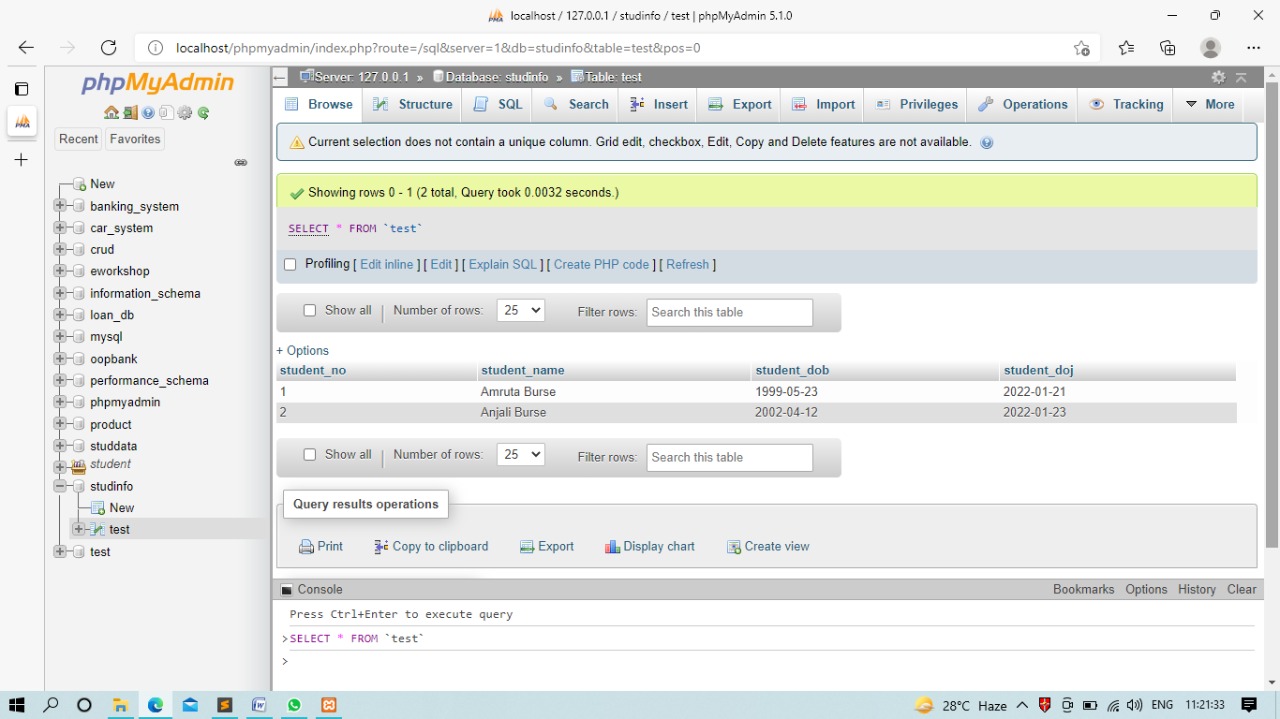 localhost / 127.0.0.1 / studinfo / test | phpMyAdmin 5.1.0
localhost/phpmyadmin/index.php?route=/sql&server=1&db=studinfo&table=test&pos=0
phpMyAdmin
Recent Favorites
New
banking_system
car_system
crud
eworkshop
information_schema
loan_db
mysql
oopbank
performance_schema
phpmyadmin
product
studdata
student
studinfo
New
test
test
Server: 127.0.0.1 » Database: studinfo » Table: test
Browse Structure SQL Search Insert Export Import Privileges Operations Tracking More
Current selection does not contain a unique column. Grid edit, checkbox, Edit, Copy and Delete features are not available.
Showing rows 0 - 1 (2 total, Query took 0.0032 seconds.)
SELECT * FROM `test`
Profiling [ Edit inline ] [ Edit ] [ Explain SQL ] [ Create PHP code ] [ Refresh ]
Show all | Number of rows: 25 Filter rows: Search this table
+ Options
student_no student_name student_dob student_doj
1 Amruta Burse 1999-05-23 2022-01-21
2 Anjali Burse 2002-04-12 2022-01-23
Show all | Number of rows: 25 Filter rows: Search this table
Query results operations
Print Copy to clipboard Export Display chart Create view
Console Bookmarks Options History Clear
Press Ctrl+Enter to execute query
>SELECT * FROM `test`
>
28°C Haze ENG 11:21:33